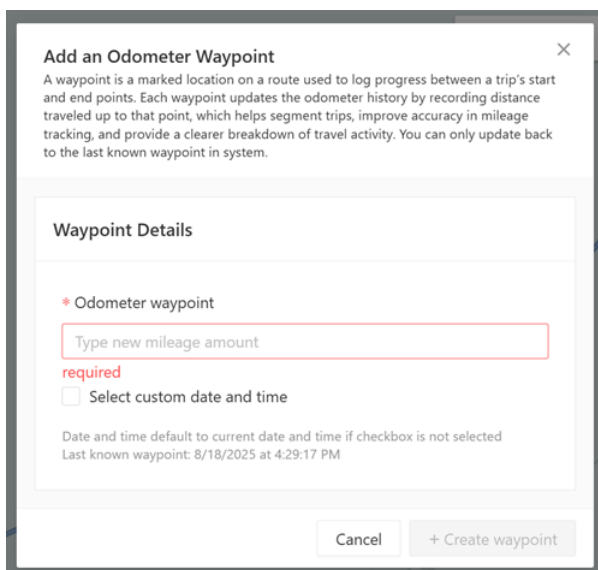 Add an Odometer Waypoint
A waypoint is a marked location on a route used to log progress between a trip's start
and end points. Each waypoint updates the odometer history by recording distance
traveled up to that point, which helps segment trips, improve accuracy in mileage
tracking, and provide a clearer breakdown of travel activity. You can only update back
to the last known waypoint in system.
Waypoint Details
* Odometer waypoint
Type new mileage amount
required
Select custom date and time
Date and time default to current date and time if checkbox is not selected
Last known waypoint: 8/18/2025 at 4:29:17 PM
Cancel
+ Create waypoint